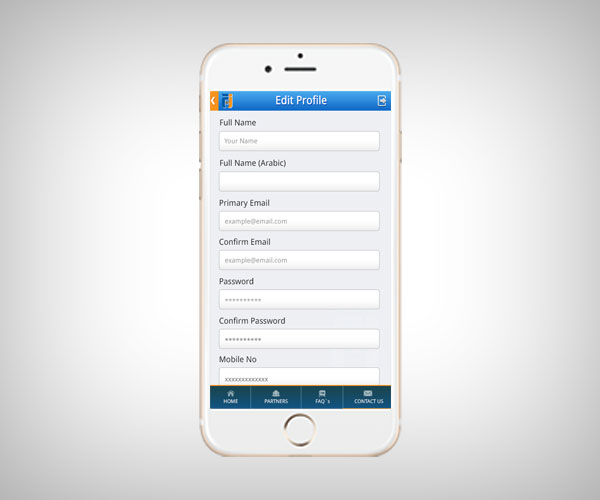 Edit Profile
Full Name
Your Name
Full Name (Arabic)
Primary Email
example@email.com
Confirm Email
example@email.com
Password
**********
Confirm Password
**********
Mobile No
xxxxxxxxxxxxx
HOME PARTNERS FAQ`s CONTACT US